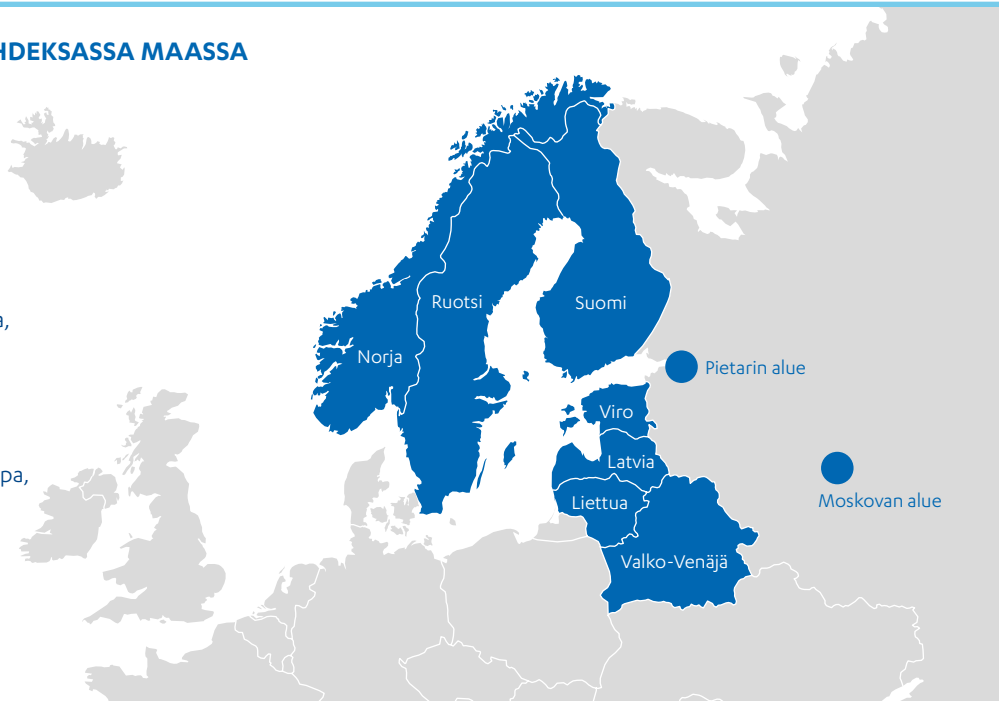 HDEKSASSA MAASSA
a,
pa,
Ruotsi
Suomi
Norja
Pietarin alue
Viro
Latvia
Moskovan alue
Liettua
Valko-Venäjä